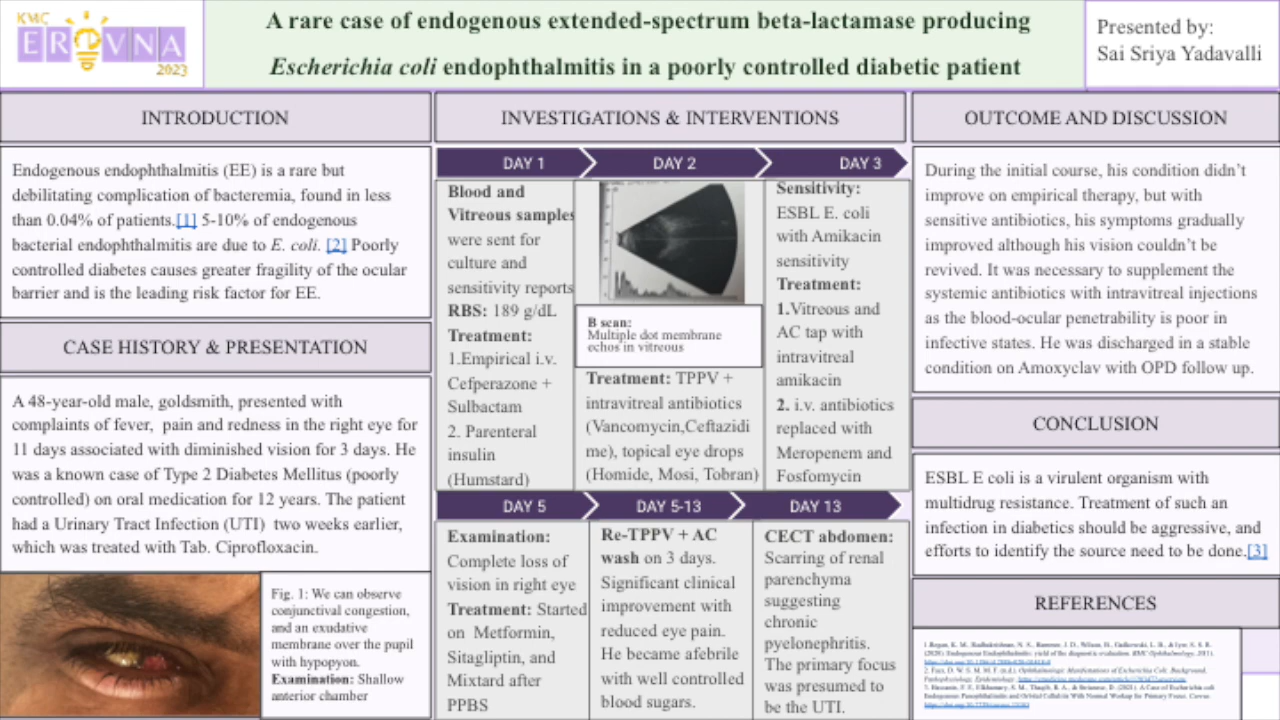 KMC
EROVNA
2023
A rare case of endogenous extended-spectrum beta-lactamase producing
Escherichia coli endophthalmitis in a poorly controlled diabetic patient
Presented by:
Sai Sriya Yadavalli
INTRODUCTION
Endogenous endophthalmitis (EE) is a rare but
debilitating complication of bacteremia, found in less
than 0.04% of patients.[1] 5-10% of endogenous
bacterial endophthalmitis are due to E. coli. [2] Poorly
controlled diabetes causes greater fragility of the ocular
barrier and is the leading risk factor for EE.
CASE HISTORY & PRESENTATION
A 48-year-old male, goldsmith, presented with
complaints of fever, pain and redness in the right eye for
11 days associated with diminished vision for 3 days. He
was a known case of Type 2 Diabetes Mellitus (poorly
controlled) on oral medication for 12 years. The patient
had a Urinary Tract Infection (UTI) two weeks earlier,
which was treated with Tab. Ciprofloxacin.
Fig. 1: We can observe
conjunctival congestion,
and an exudative
membrane over the pupil
with hypopyon.
Shallow
anterior chamber.
INVESTIGATIONS & INTERVENTIONS
DAY 1
Blood and
Vitreous samples
were sent for
culture and
sensitivity reports
RBS: 189 g/dL
Treatment:
1.Empirical i.v.
Cefperazone +
Sulbactam
2. Parenteral
insulin
(Humstard)
DAY 2
B scan:
Multiple dot membrane
echos in vitreous
Treatment: TPPV +
intravitreal antibiotics
(Vancomycin,Ceftazidi
me), topical eye drops
(Homide, Mosi, Tobran)
DAY 3
Sensitivity:
ESBL E. coli
with Amikacin
sensitivity
Treatment:
1.Vitreous and
AC tap with
intravitreal
amikacin
2. i.v. antibiotics
replaced with
Meropenem and
Fosfomycin
DAY 5
Examination:
Complete loss of
vision in right eye
Treatment: Started
on Metformin,
Sitagliptin, and
Mixtard after
PPBS
DAY 5-13
Re-TPPV + AC
wash on 3 days.
Significant clinical
improvement with
reduced eye pain.
He became afebrile
with well controlled
blood sugars.
DAY 13
CECT abdomen:
Scarring of renal
parenchyma
suggesting
chronic
pyelonephritis.
The primary focus
was presumed to
be the UTI.
OUTCOME AND DISCUSSION
During the initial course, his condition didn't
improve on empirical therapy, but with
sensitive antibiotics, his symptoms gradually
improved although his vision couldn't be
revived. It was necessary to supplement the
systemic antibiotics with intravitreal injections
as the blood-ocular penetrability is poor in
infective states. He was discharged in a stable
condition on Amoxyclav with OPD follow up.
CONCLUSION
ESBL E coli is a virulent organism with
multidrug resistance. Treatment of such an
infection in diabetics should be aggressive, and
efforts to identify the source need to be done.[3]
REFERENCES